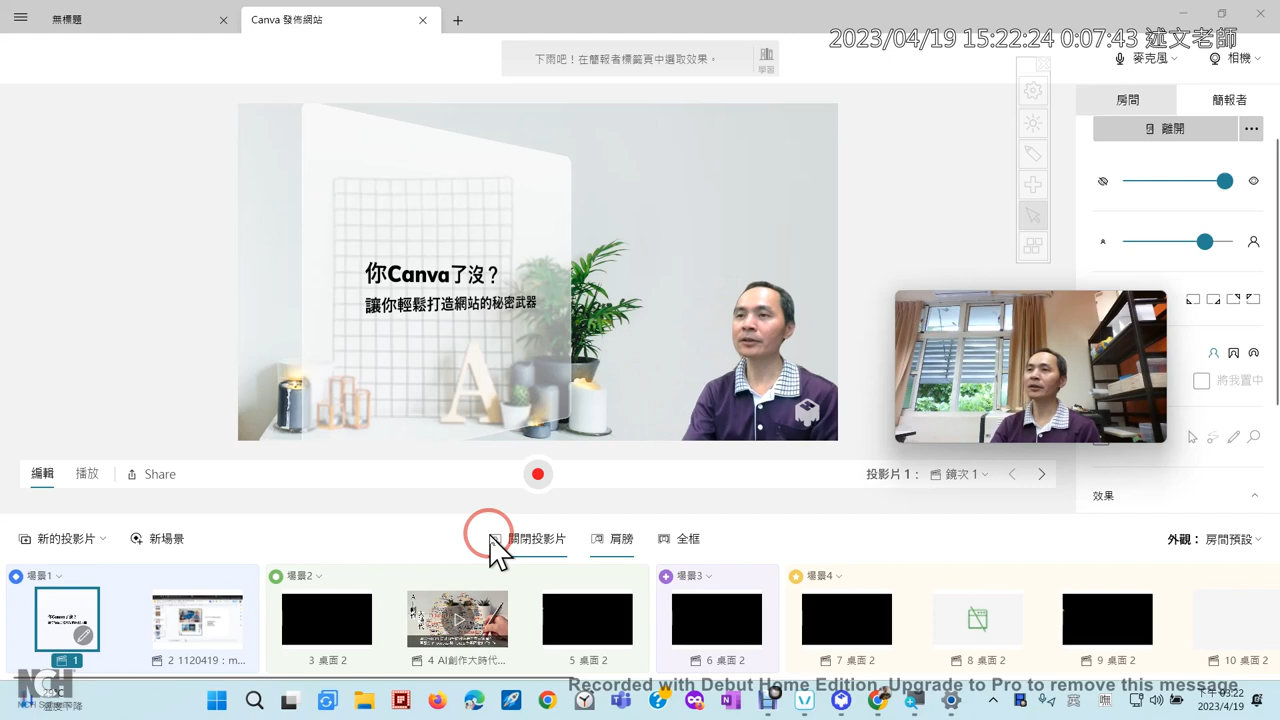 無標題
Canva 發佈網站
2023/04/19 15:22:24 0:07:43 述文老師
下雨吧！在簡報者標籤頁中選取效果。
學習
麥克風
相機
房間
簡報者
離開
你Canva了沒？
讓你輕鬆打造網站的秘密武器
將我置中
編輯
播放
Share
投影片 1：
鏡次 1
效果
新的投影片
新場景
關閉投影片
肩膀
全框
外觀：
房間預設
場景1
場景2
場景3
場景4
1
2 1120419：m...
3 桌面 2
4 AI創作大時代...
5 桌面 2
6 桌面 2
7 桌面 2
8 桌面 2
9 桌面 2
10 桌面 2
NCH
Recorded with Debut Home Edition. Upgrade to Pro to remove this message.
下午 03:22
2023/4/19